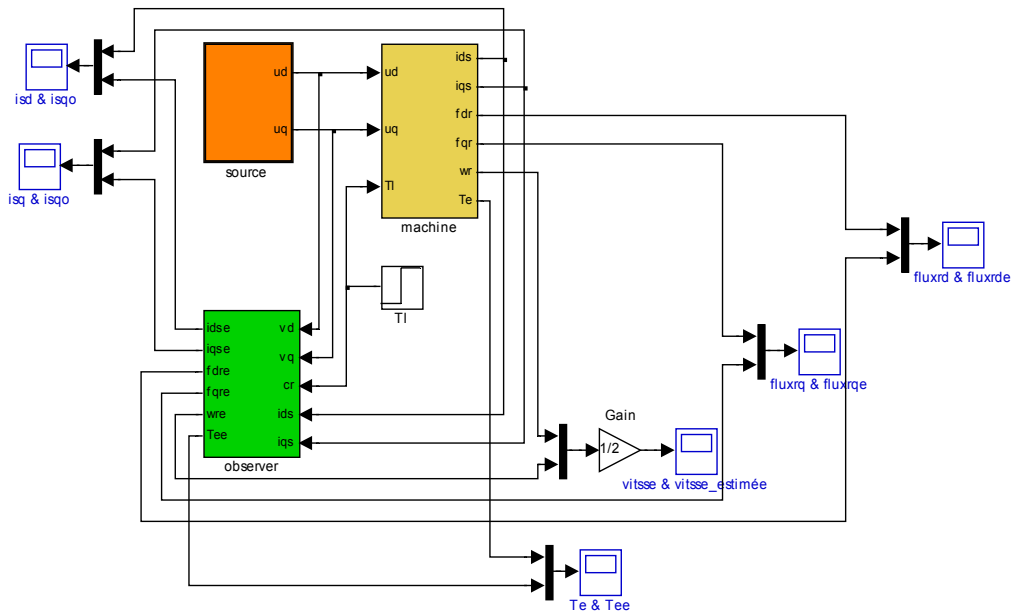 ud
uq
source
ud
uq
Tl
ids
iqs
fdr
fqr
wr
Te
machine
isd & isqo
isq & isqo
Tl
idse
iqse
fdre
fqre
wre
Tee
vd
vq
cr
ids
iqs
observer
fluxrd & fluxrde
fluxrq & fluxrqe
Gain
1/2
vitsse & vitsse_estimée
Te & Tee